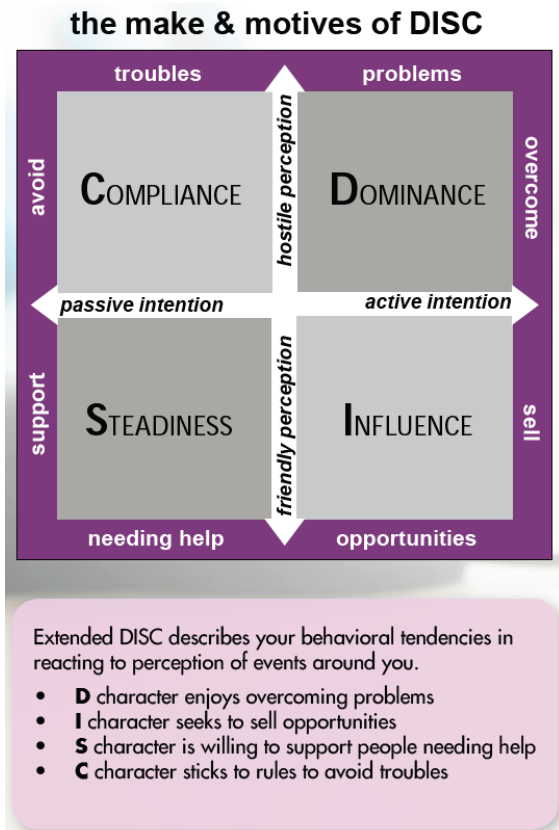 the make & motives of DISC
troubles
problems
avoid
COMPLIANCE
hostile perception
DOMINANCE
overcome
passive intention
active intention
support
STEADINESS
friendly perception
INFLUENCE
sell
needing help
opportunities
Extended DISC describes your behavioral tendencies in
reacting to perception of events around you.
• D character enjoys overcoming problems
• I character seeks to sell opportunities
• S character is willing to support people needing help
• C character sticks to rules to avoid troubles